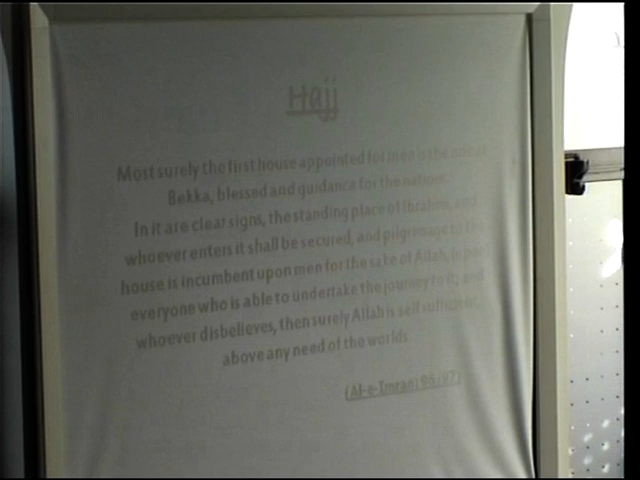 Hajj
Most surely the first house appointed for men is the one at
Bekka, blessed and guidance for the nations.
In it are clear signs, the standing place of Ibrahim, and
whoever enters it shall be secured, and pilgrimage to the
house is incumbent upon men for the sake of Allah, upon
everyone who is able to undertake the journey to it; and
whoever disbelieves, then surely Allah is self sufficient,
above any need of the worlds
(Al-e-Imran) 96/97)